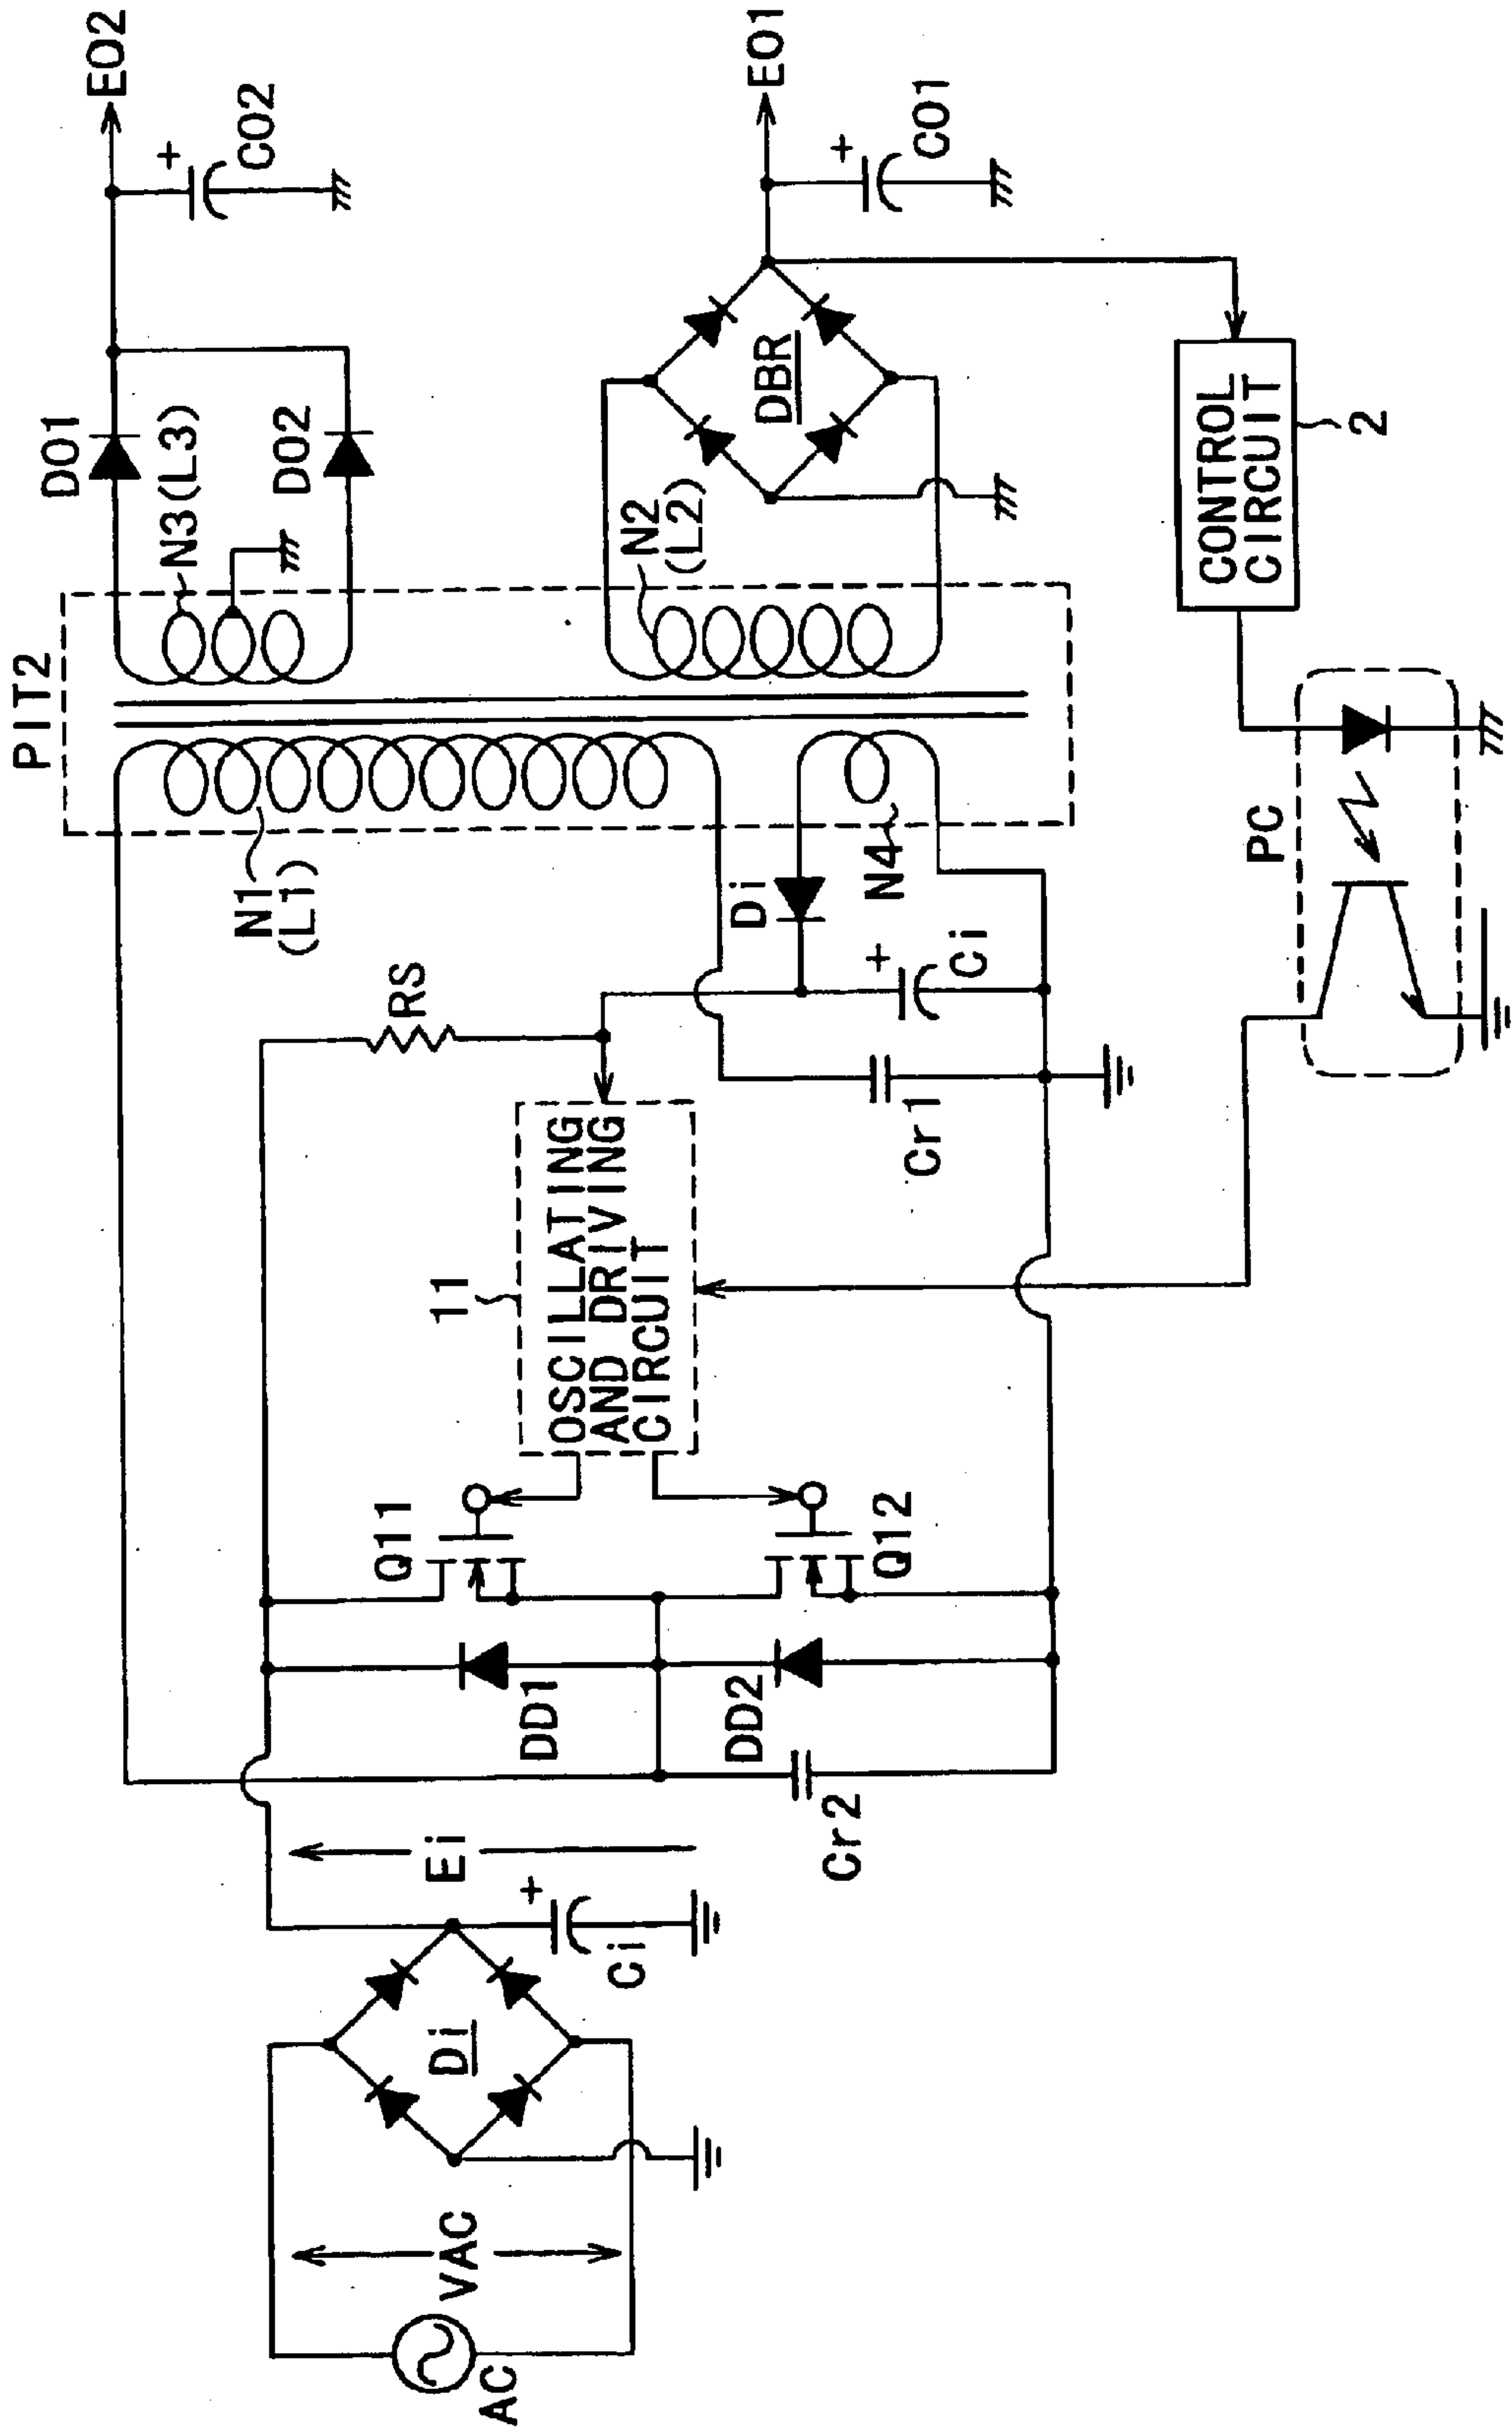 AC
VAC
Di
Ci
+
Ei
Cr2
DD1
DD2
Q11
Q12
11
OSCILLATING
AND DRIVING
CIRCUIT
RS
Cr1
Di
+
Ci
N1
(L1)
N4
PIT2
N3(L3)
N2
(L2)
DO1
DO2
DBR
+
CO2
EO2
+
CO1
EO1
CONTROL
CIRCUIT
2
PC